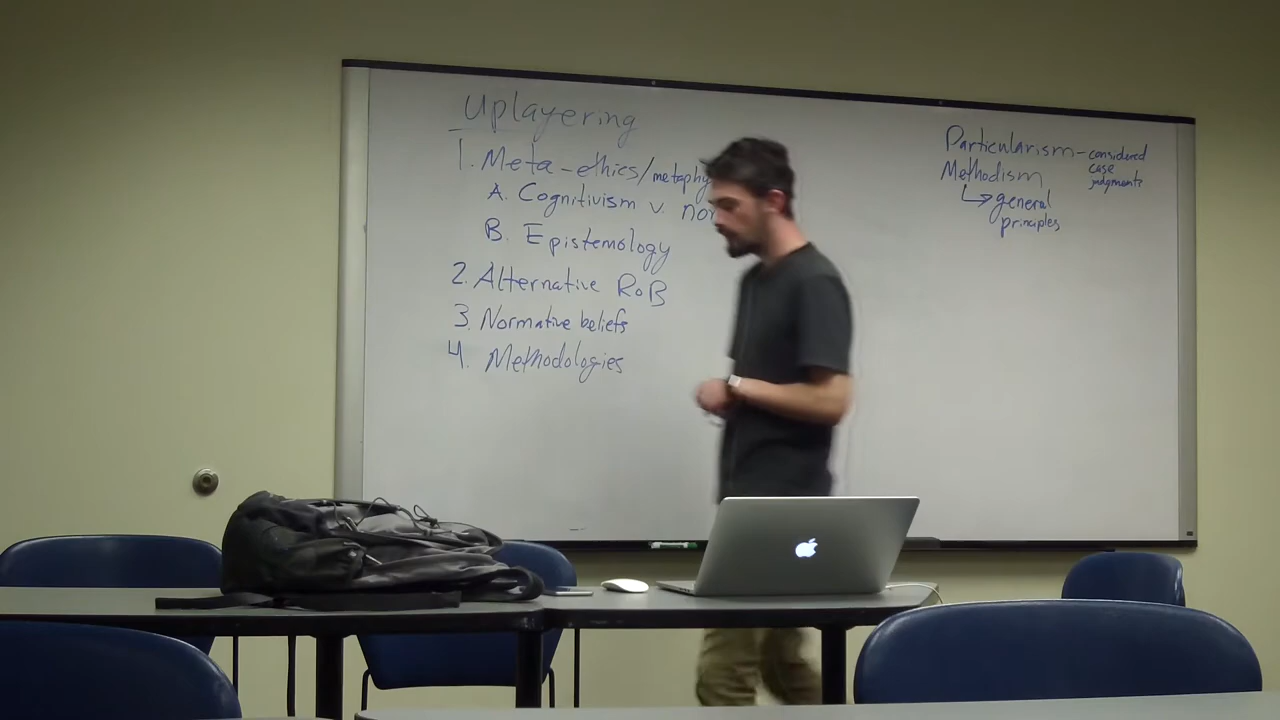 Uplayering
1. Meta-ethics/metaphy
A. Cognitivism v. non
B. Epistemology
2. Alternative RoB
3. Normative beliefs
4. Methodologies
Particularism - considered
case
judgments
Methodism
↳ general
principles